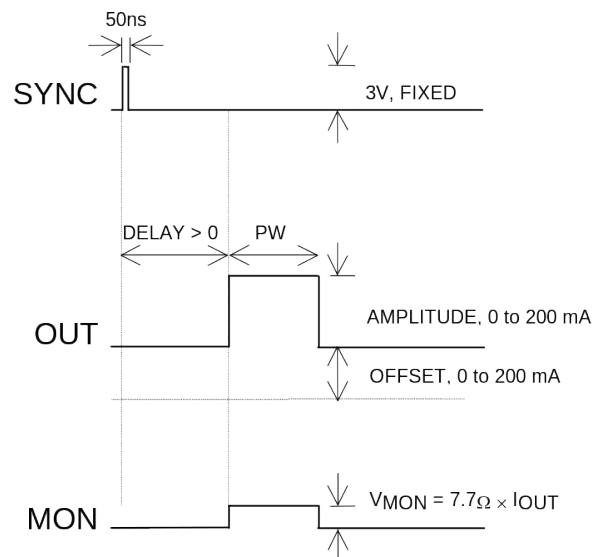 50ns
SYNC
3V, FIXED
DELAY > 0
PW
OUT
AMPLITUDE, 0 to 200 mA
OFFSET, 0 to 200 mA
MON
VMON = 7.7Ω × IOUT